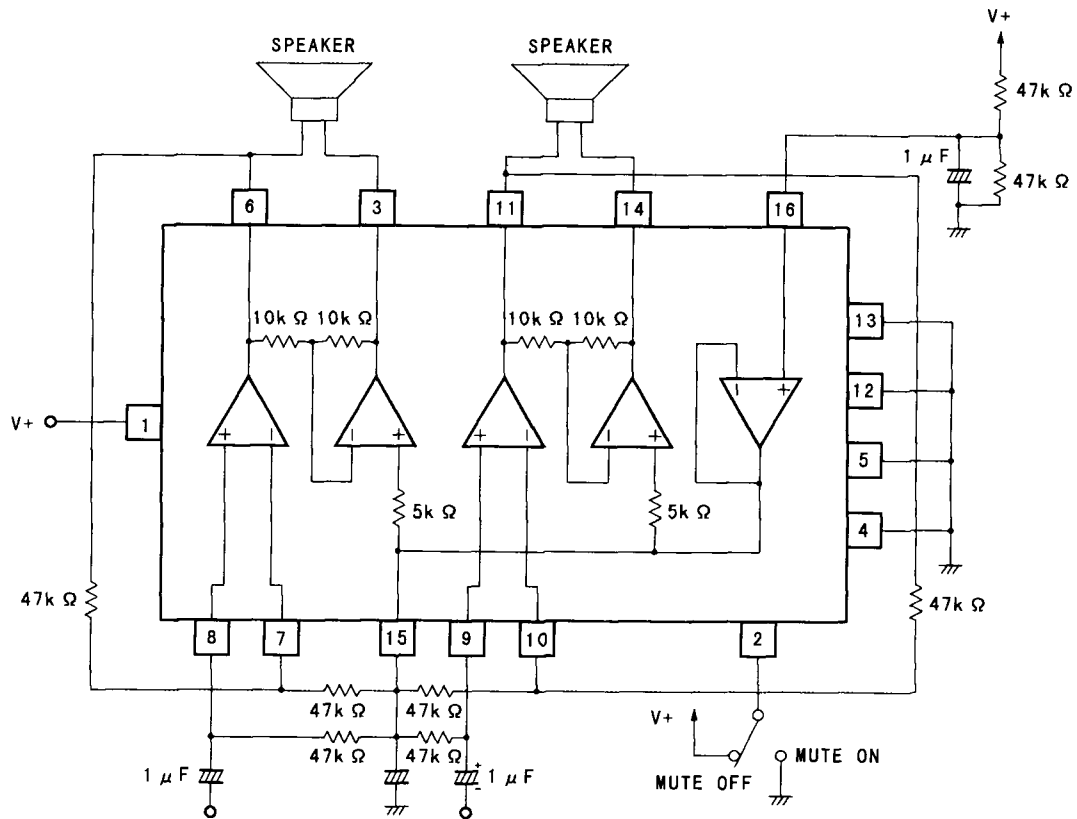 V+
SPEAKER SPEAKER
47k Ω
1 μF
47k Ω
6 3 11 14 16
10k Ω 10k Ω 10k Ω 10k Ω
13
− +
12
V+ 1
+ − − + + − − +
5
5k Ω 5k Ω
4
47k Ω 47k Ω
8 7 15 9 10 2
47k Ω 47k Ω
V+
47k Ω 47k Ω
MUTE ON
1 μF + − 1 μF
MUTE OFF